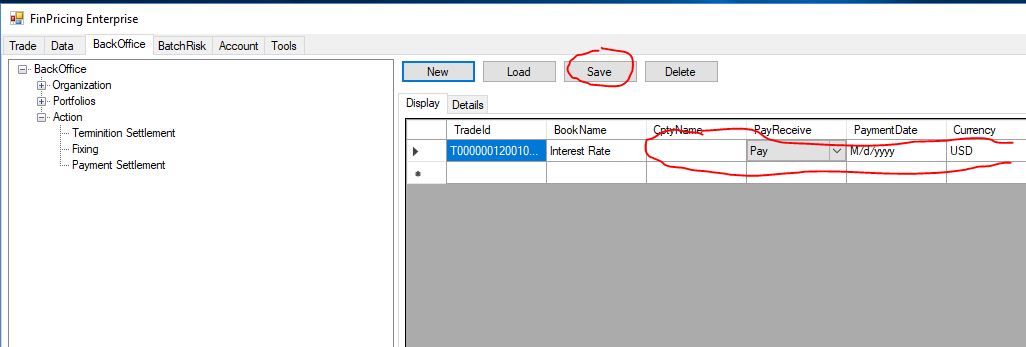 FinPricing Enterprise
Trade Data BackOffice BatchRisk Account Tools
BackOffice
Organization
Portfolios
Action
Terminition Settlement
Fixing
Payment Settlement
New Load Save Delete
Display Details
TradeId BookName CptyName PayReceive PaymentDate Currency
T000000120010... Interest Rate Pay M/d/yyyy USD